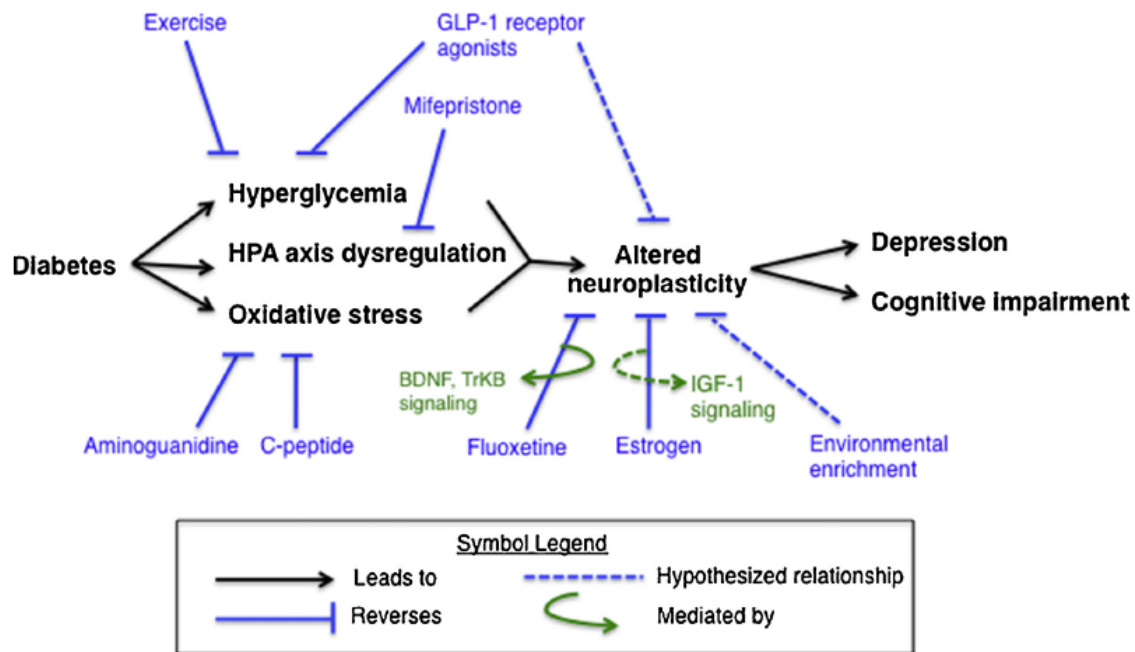 Exercise
GLP-1 receptor
agonists
Mifepristone
Hyperglycemia
HPA axis dysregulation
Diabetes
Oxidative stress
Altered
neuroplasticity
Depression
Cognitive impairment
BDNF, TrKB
signaling
IGF-1
signaling
Aminoguanidine
C-peptide
Fluoxetine
Estrogen
Environmental
enrichment
Symbol Legend
Leads to
Hypothesized relationship
Reverses
Mediated by